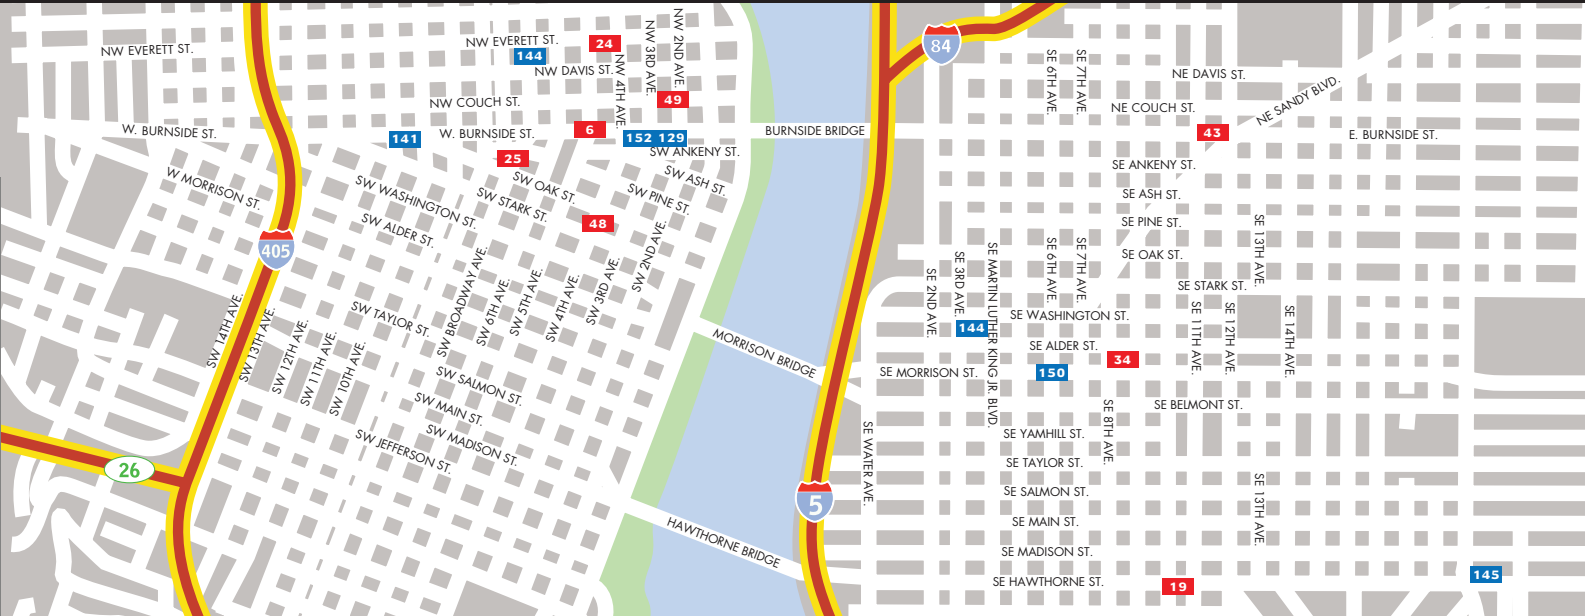 NW EVERETT ST.
NW EVERETT ST.
144
24
NW DAVIS ST.
NW 4TH AVE.
NW 3RD AVE.
NW 2ND AVE.
NW COUCH ST.
49
W. BURNSIDE ST.
141
W. BURNSIDE ST.
6
152 129
SW ANKENY ST.
25
BURNSIDE BRIDGE
84
SE 6TH AVE.
SE 7TH AVE.
NE DAVIS ST.
NE COUCH ST.
NE SANDY BLVD.
43
E. BURNSIDE ST.
W MORRISON ST.
SW WASHINGTON ST.
SW ALDER ST.
SW STARK ST.
SW OAK ST.
SW PINE ST.
SW ASH ST.
48
405
SE ANKENY ST.
SE ASH ST.
SE PINE ST.
SE OAK ST.
SE STARK ST.
SE 13TH AVE.
SW 14TH AVE.
SW 13TH AVE.
SW 12TH AVE.
SW 11TH AVE.
SW 10TH AVE.
SW TAYLOR ST.
SW BROADWAY AVE.
SW 6TH AVE.
SW 5TH AVE.
SW 4TH AVE.
SW 3RD AVE.
SW 2ND AVE.
MORRISON BRIDGE
SE 2ND AVE.
SE 3RD AVE.
SE MARTIN LUTHER KING JR. BLVD.
SE 6TH AVE.
SE 7TH AVE.
SE WASHINGTON ST.
144
SE ALDER ST.
34
SE 11TH AVE.
SE 12TH AVE.
SE 14TH AVE.
SE MORRISON ST.
150
SW SALMON ST.
SW MAIN ST.
SW MADISON ST.
SW JEFFERSON ST.
26
SE BELMONT ST.
SE 8TH AVE.
SE WATER AVE.
SE YAMHILL ST.
SE TAYLOR ST.
SE SALMON ST.
SE 13TH AVE.
5
HAWTHORNE BRIDGE
SE MAIN ST.
SE MADISON ST.
SE HAWTHORNE ST.
19
145